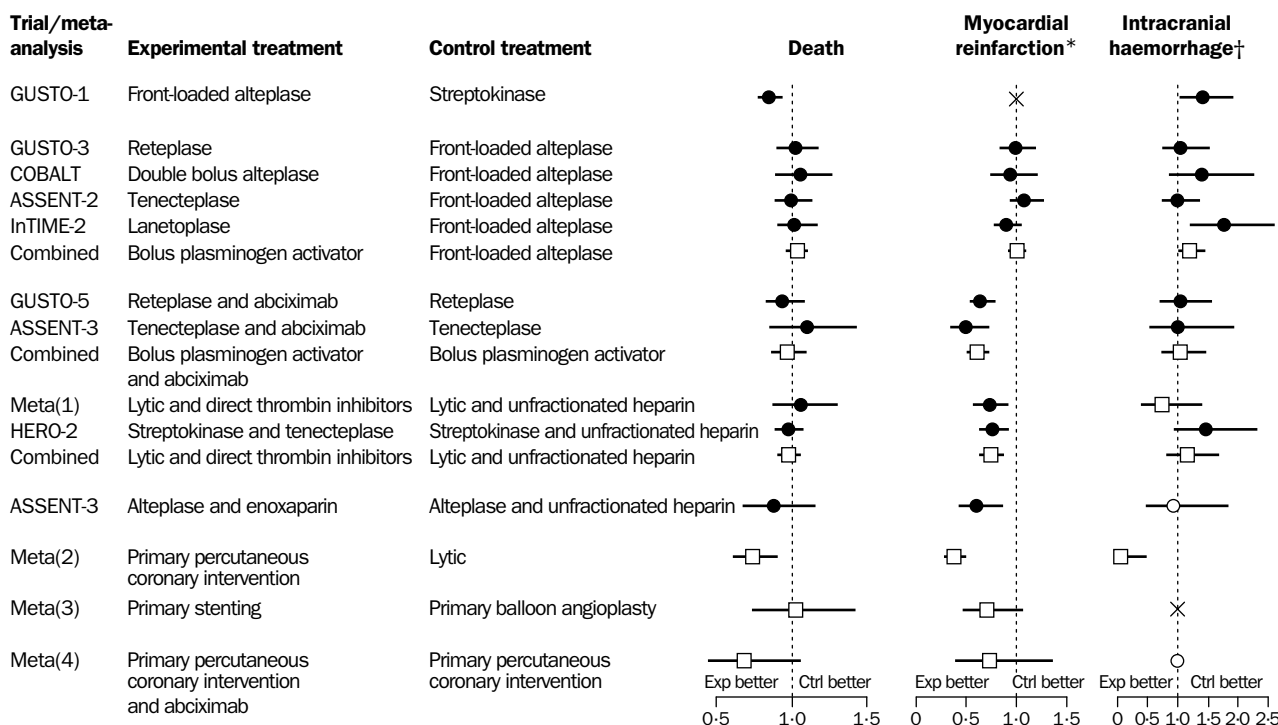 Trial/meta- Myocardial Intracranial
analysis Experimental treatment Control treatment Death reinfarction* haemorrhage†
GUSTO-1 Front-loaded alteplase Streptokinase
GUSTO-3 Reteplase Front-loaded alteplase
COBALT Double bolus alteplase Front-loaded alteplase
ASSENT-2 Tenecteplase Front-loaded alteplase
InTIME-2 Lanetoplase Front-loaded alteplase
Combined Bolus plasminogen activator Front-loaded alteplase
GUSTO-5 Reteplase and abciximab Reteplase
ASSENT-3 Tenecteplase and abciximab Tenecteplase
Combined Bolus plasminogen activator Bolus plasminogen activator
and abciximab
Meta(1) Lytic and direct thrombin inhibitors Lytic and unfractionated heparin
HERO-2 Streptokinase and tenecteplase Streptokinase and unfractionated heparin
Combined Lytic and direct thrombin inhibitors Lytic and unfractionated heparin
ASSENT-3 Alteplase and enoxaparin Alteplase and unfractionated heparin
Meta(2) Primary percutaneous Lytic
coronary intervention
Meta(3) Primary stenting Primary balloon angioplasty
Meta(4) Primary percutaneous Primary percutaneous
coronary intervention coronary intervention Exp better Ctrl better Exp better Ctrl better Exp better Ctrl better
and abciximab
0·5 1·0 1·5 0 0·5 1·0 1·5 0 0·5 1·0 1·5 2·0 2·5